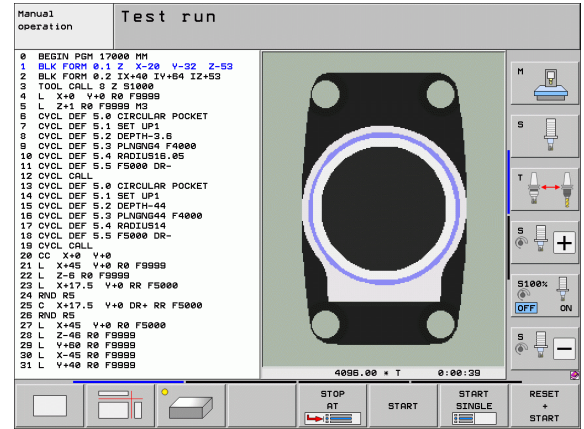 Manual
operation
Test run
0 BEGIN PGM 17000 MM
1 BLK FORM 0.1 Z X-20 Y-32 Z-53
2 BLK FORM 0.2 IX+40 IY+64 IZ+53
3 TOOL CALL 8 Z S1000
4 L X+0 Y+0 R0 F9999
5 L Z+1 R0 F9999 M3
6 CYCL DEF 5.0 CIRCULAR POCKET
7 CYCL DEF 5.1 SET UP1
8 CYCL DEF 5.2 DEPTH-3.6
9 CYCL DEF 5.3 PLNGNG4 F4000
10 CYCL DEF 5.4 RADIUS16.05
11 CYCL DEF 5.5 F5000 DR-
12 CYCL CALL
13 CYCL DEF 5.0 CIRCULAR POCKET
14 CYCL DEF 5.1 SET UP1
15 CYCL DEF 5.2 DEPTH-44
16 CYCL DEF 5.3 PLNGNG44 F4000
17 CYCL DEF 5.4 RADIUS14
18 CYCL DEF 5.5 F5000 DR-
19 CYCL CALL
20 CC X+0 Y+0
21 L X+45 Y+0 R0 F9999
22 L Z-6 R0 F9999
23 L X+17.5 Y+0 RR F5000
24 RND R5
25 C X+17.5 Y+0 DR+ RR F5000
26 RND R5
27 L X+45 Y+0 R0 F5000
28 L Z-46 R0 F9999
29 L Y+60 R0 F9999
30 L X-45 R0 F9999
31 L Y+40 R0 F9999
4096.00 * T 0:00:39
M
S
T
S
+
S100%
OFF ON
S
-
STOP
AT
START
START
SINGLE
RESET
+
START